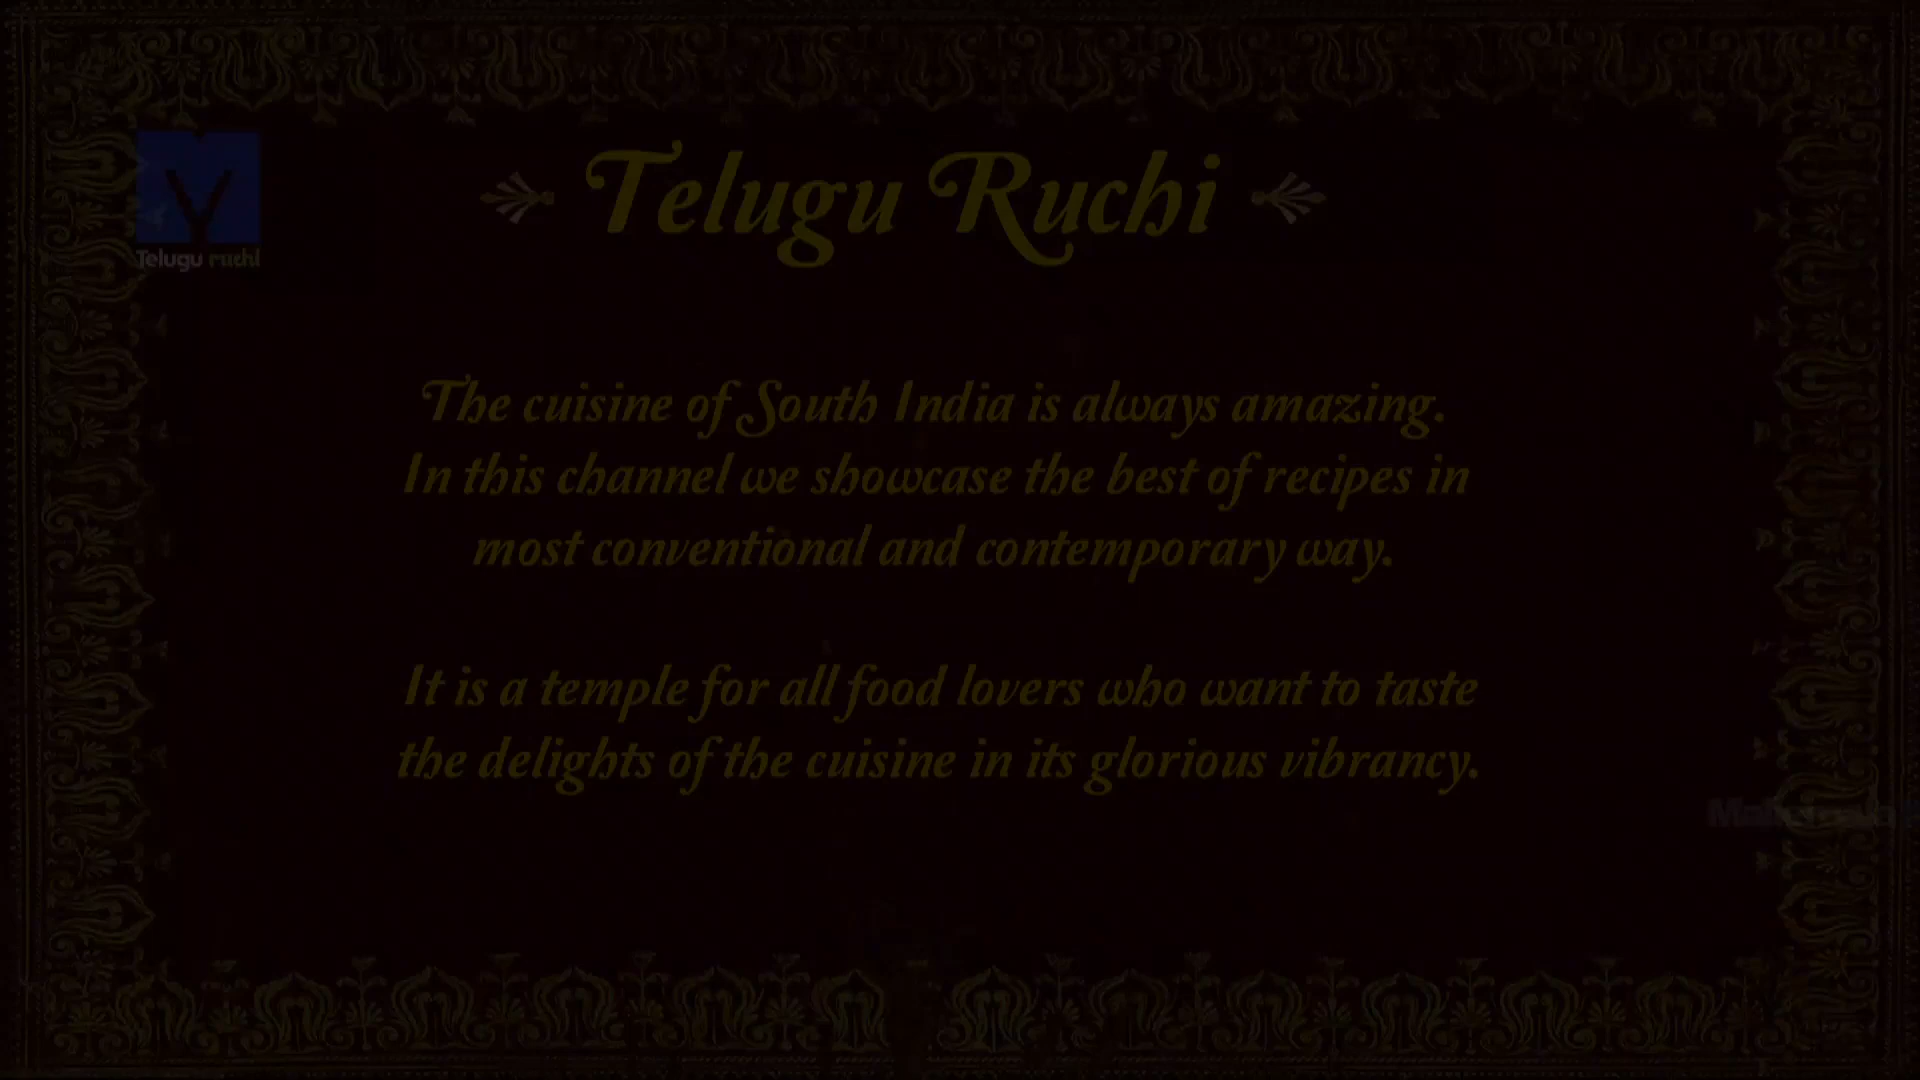 Telugu Ruchi
Telugu ruchi
The cuisine of South India is always amazing.
In this channel we showcase the best of recipes in
most conventional and contemporary way.
It is a temple for all food lovers who want to taste
the delights of the cuisine in its glorious vibrancy.